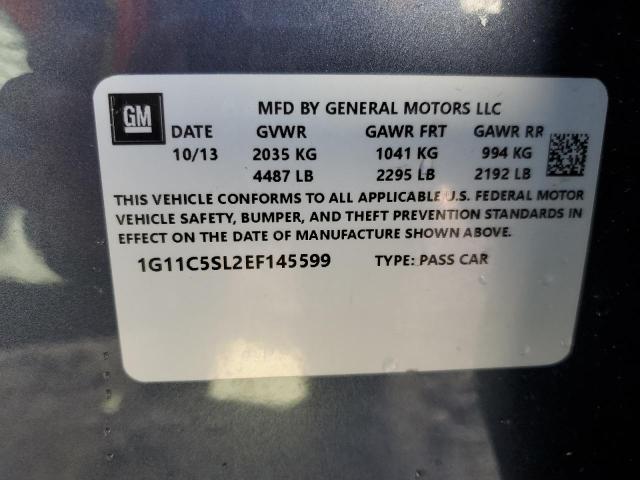 GM
MFD BY GENERAL MOTORS LLC
DATE GVWR GAWR FRT GAWR RR
10/13 2035 KG 1041 KG 994 KG
4487 LB 2295 LB 2192 LB
THIS VEHICLE CONFORMS TO ALL APPLICABLE U.S. FEDERAL MOTOR
VEHICLE SAFETY, BUMPER, AND THEFT PREVENTION STANDARDS IN
EFFECT ON THE DATE OF MANUFACTURE SHOWN ABOVE.
1G11C5SL2EF145599 TYPE: PASS CAR